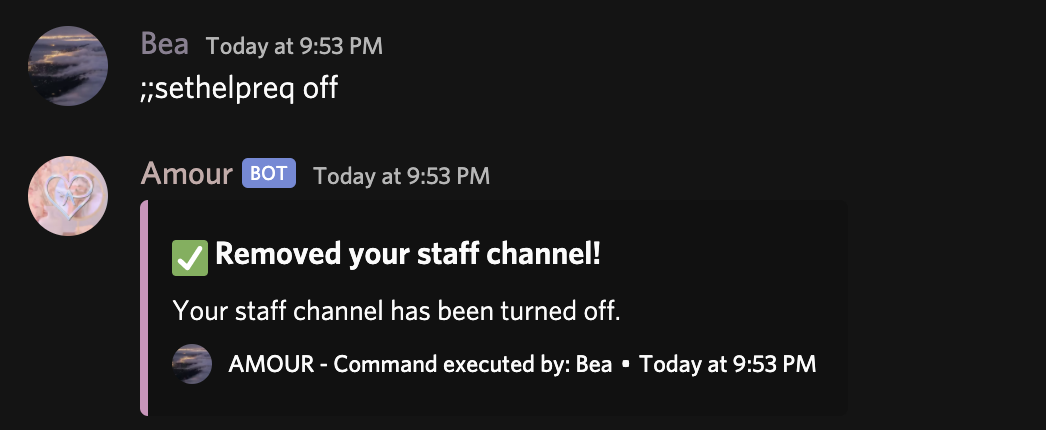 Bea Today at 9:53 PM
;;sethelpreq off
Amour BOT Today at 9:53 PM
✅ Removed your staff channel!
Your staff channel has been turned off.
AMOUR - Command executed by: Bea • Today at 9:53 PM